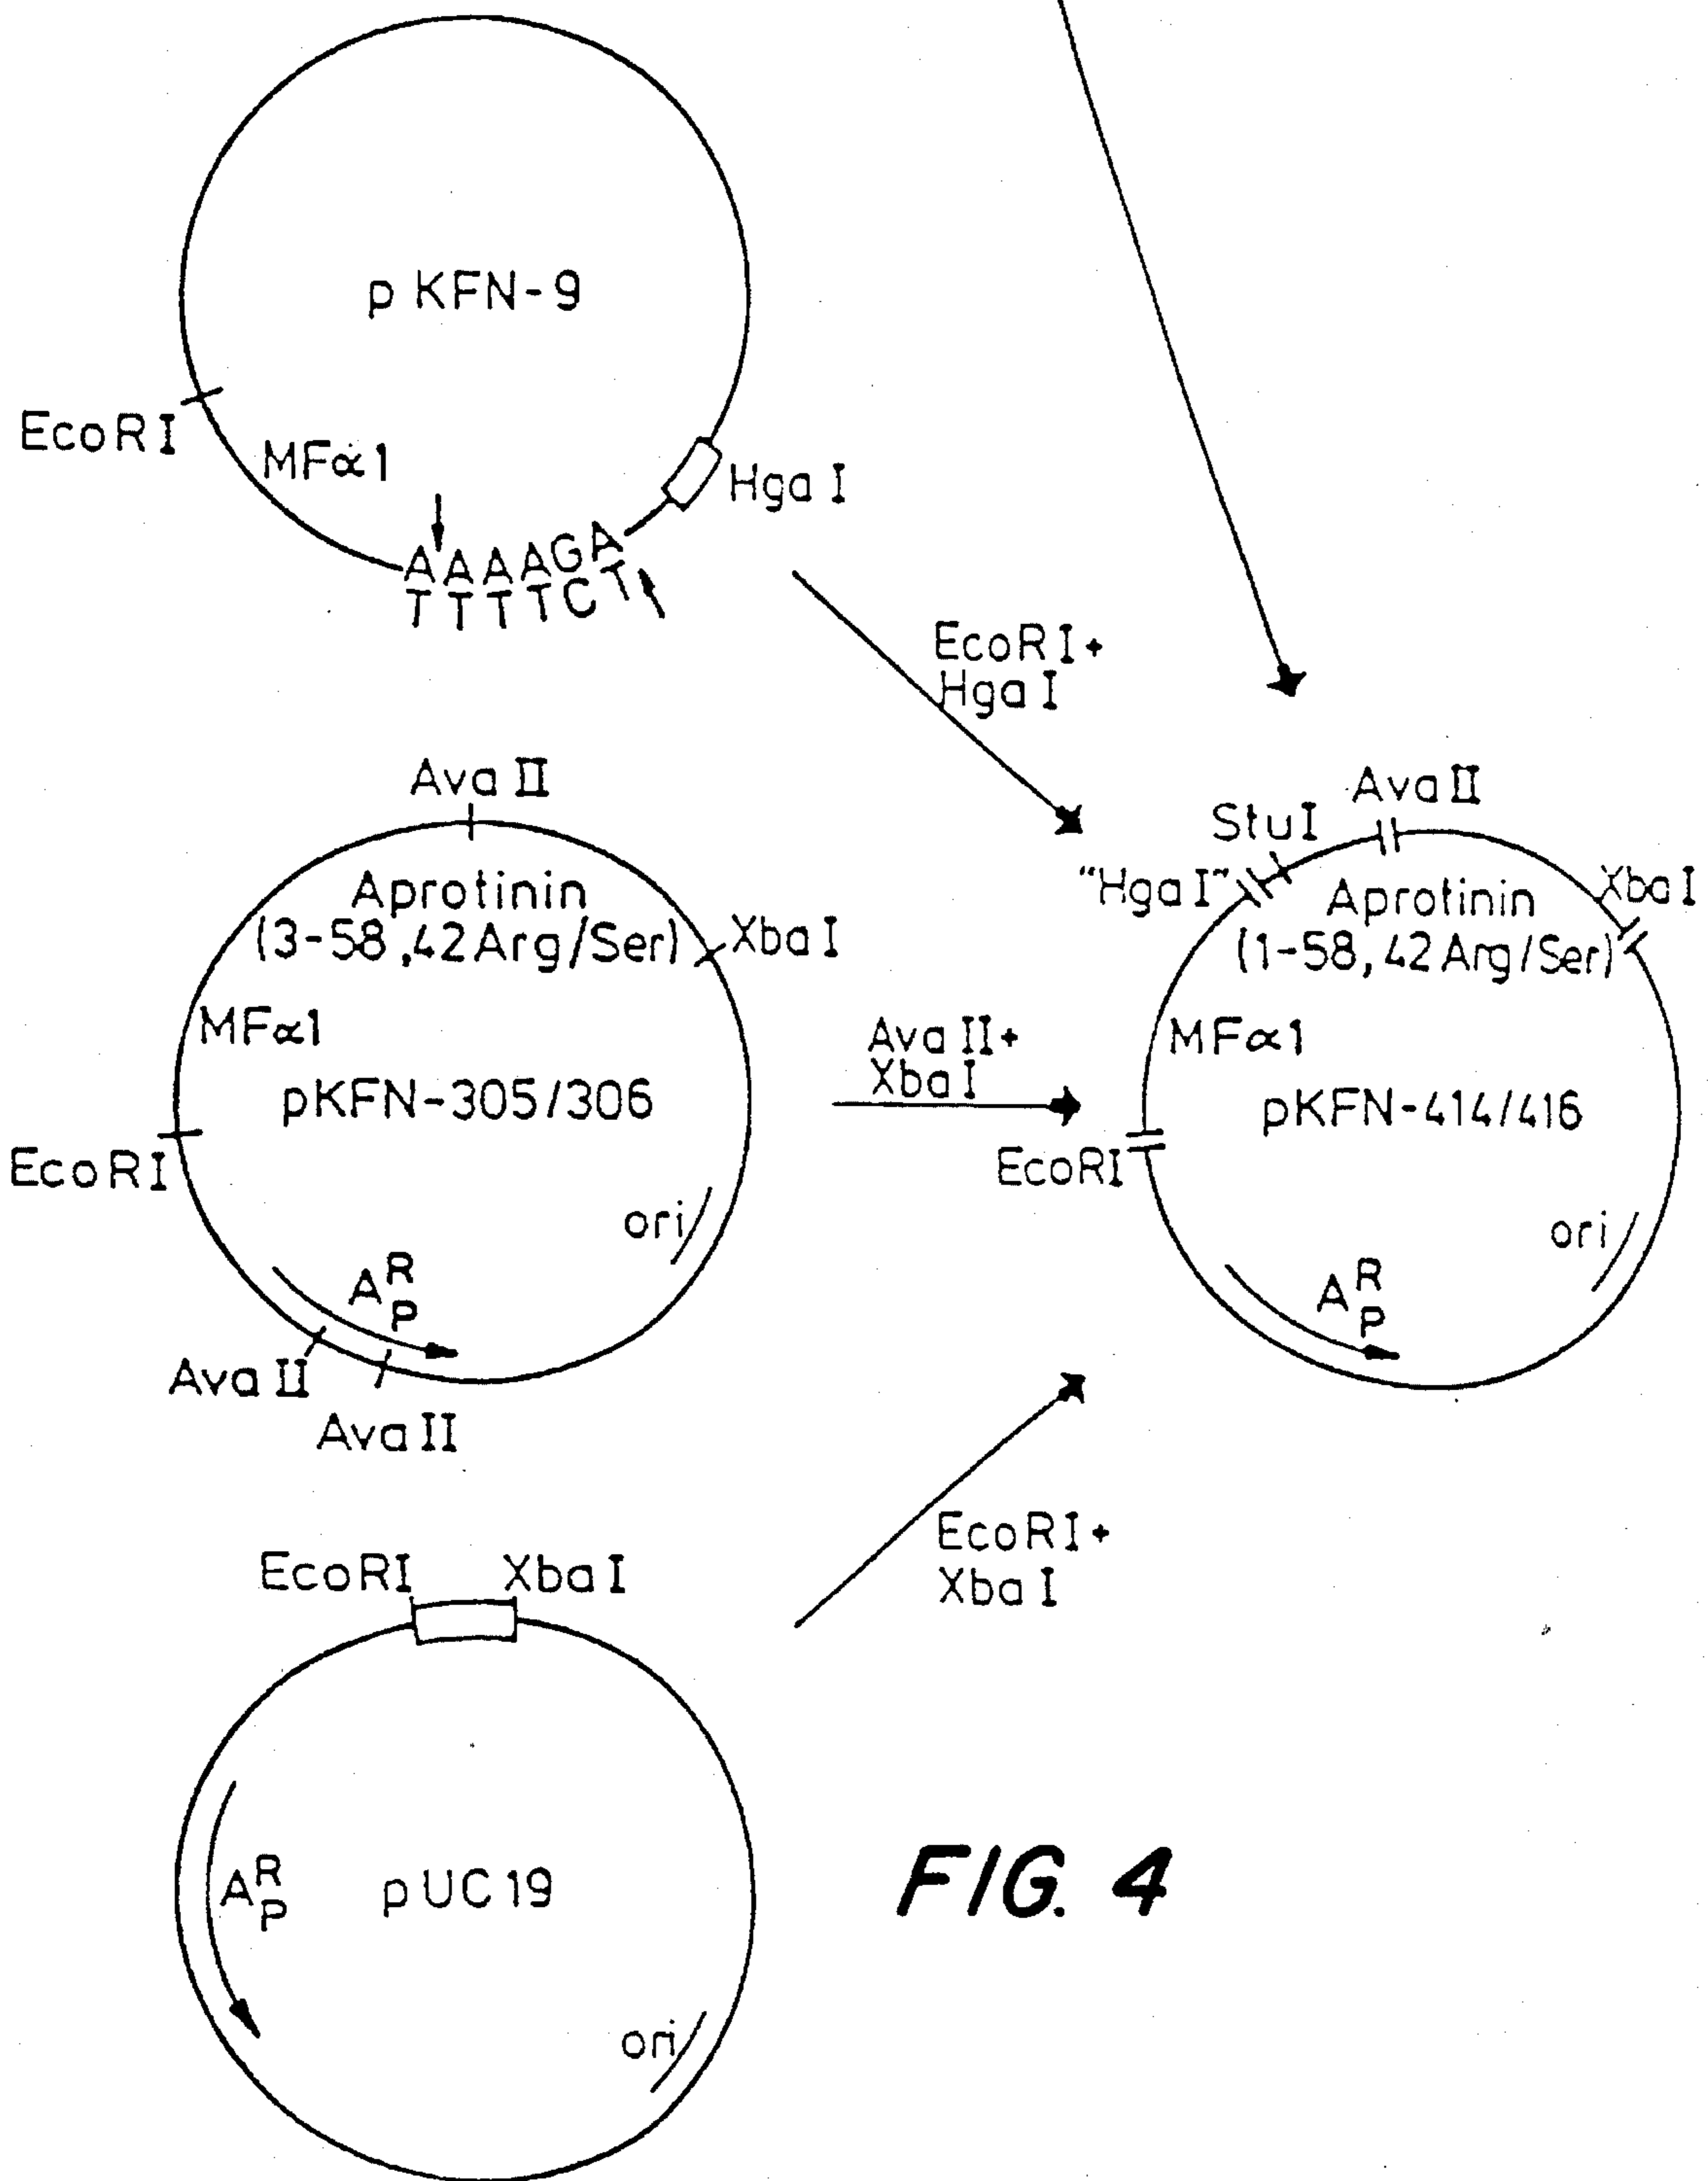 p KFN-9
EcoRI
MFα1
HgaI
AAAAGA
TTTTCT
EcoRI+
HgaI
AvaII
Aprotinin
(3-58,42Arg/Ser)
XbaI
MFα1
pKFN-305/306
EcoRI
ori
A R P
AvaII
AvaII
AvaII+
XbaI
StuI
AvaII
"HgaI"
XbaI
Aprotinin
(1-58,42Arg/Ser)
MFα1
pKFN-414/416
EcoRI
ori
A R P
EcoRI+
XbaI
EcoRI
XbaI
A R P
pUC19
ori
FIG. 4